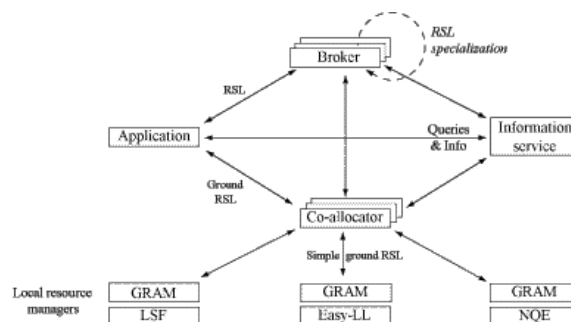 RSL
specialization
Broker
RSL
Application
Queries
& Info
Information
service
Ground
RSL
Co-allocator
Simple ground RSL
Local resource
managers
GRAM
GRAM
GRAM
LSF
Easy-LL
NQE